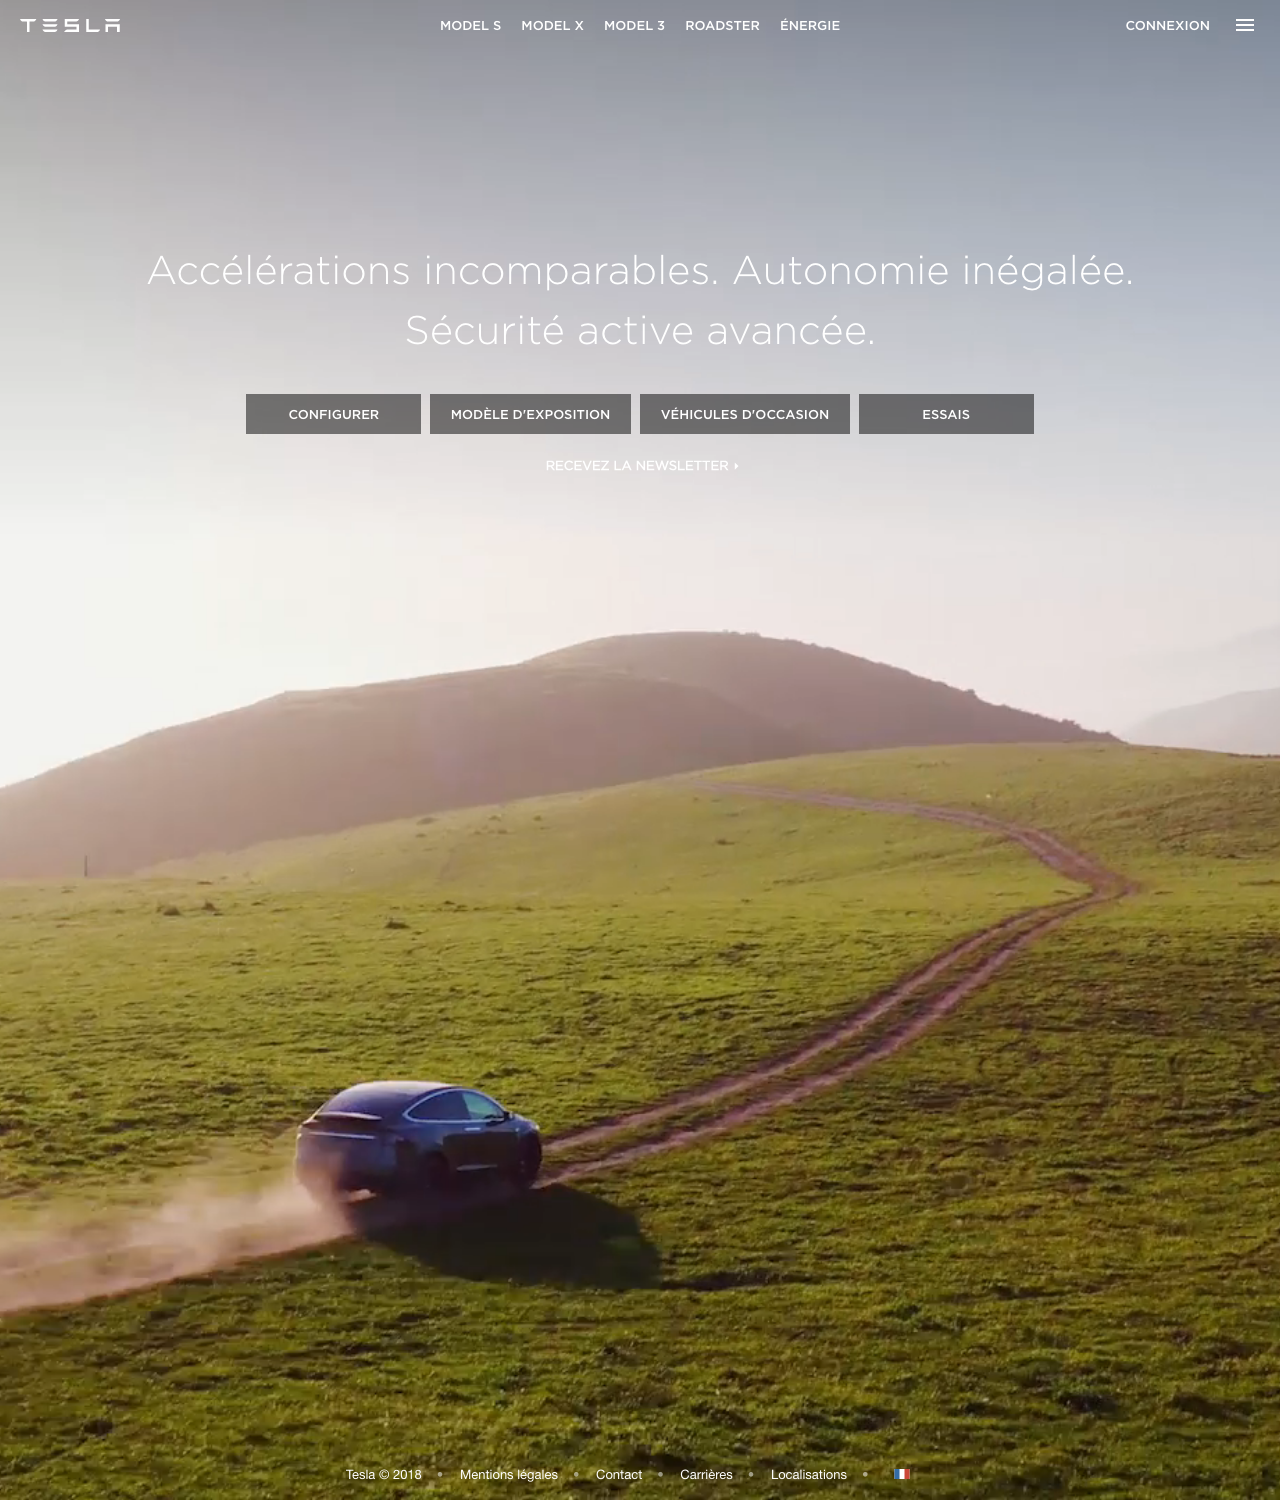 TESLA MODEL S MODEL X MODEL 3 ROADSTER ÉNERGIE CONNEXION
Accélérations incomparables. Autonomie inégalée.
Sécurité active avancée.
CONFIGURER MODÈLE D'EXPOSITION VÉHICULES D'OCCASION ESSAIS
RECEVEZ LA NEWSLETTER
Tesla © 2018 • Mentions légales • Contact • Carrières • Localisations •